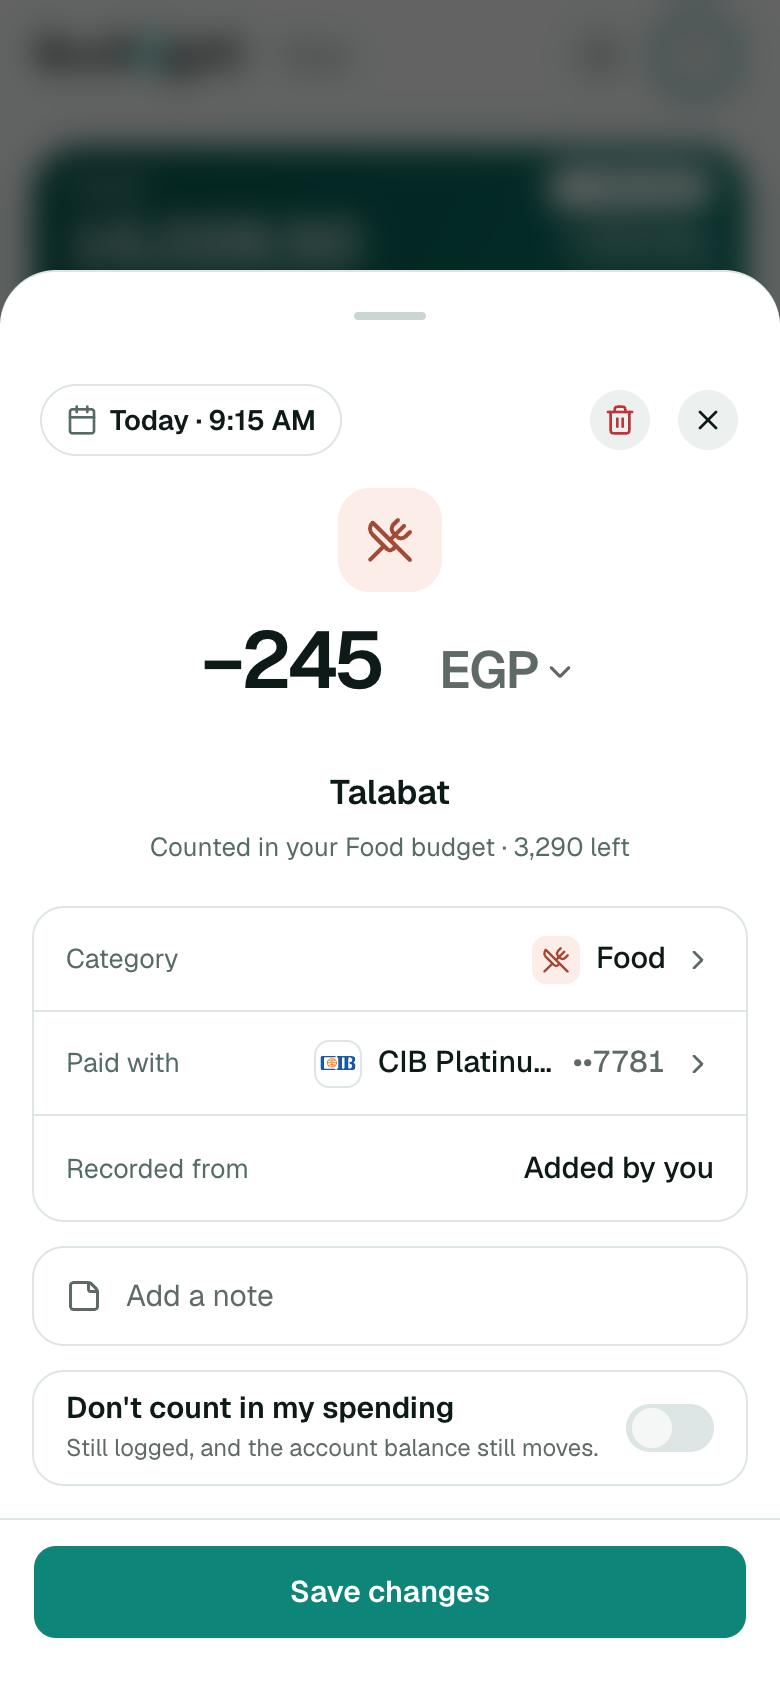 Today · 9:15 AM
−245 EGP
Talabat
Counted in your Food budget · 3,290 left
Category Food
Paid with CIB CIB Platinu... ••7781
Recorded from Added by you
Add a note
Don't count in my spending
Still logged, and the account balance still moves.
Save changes